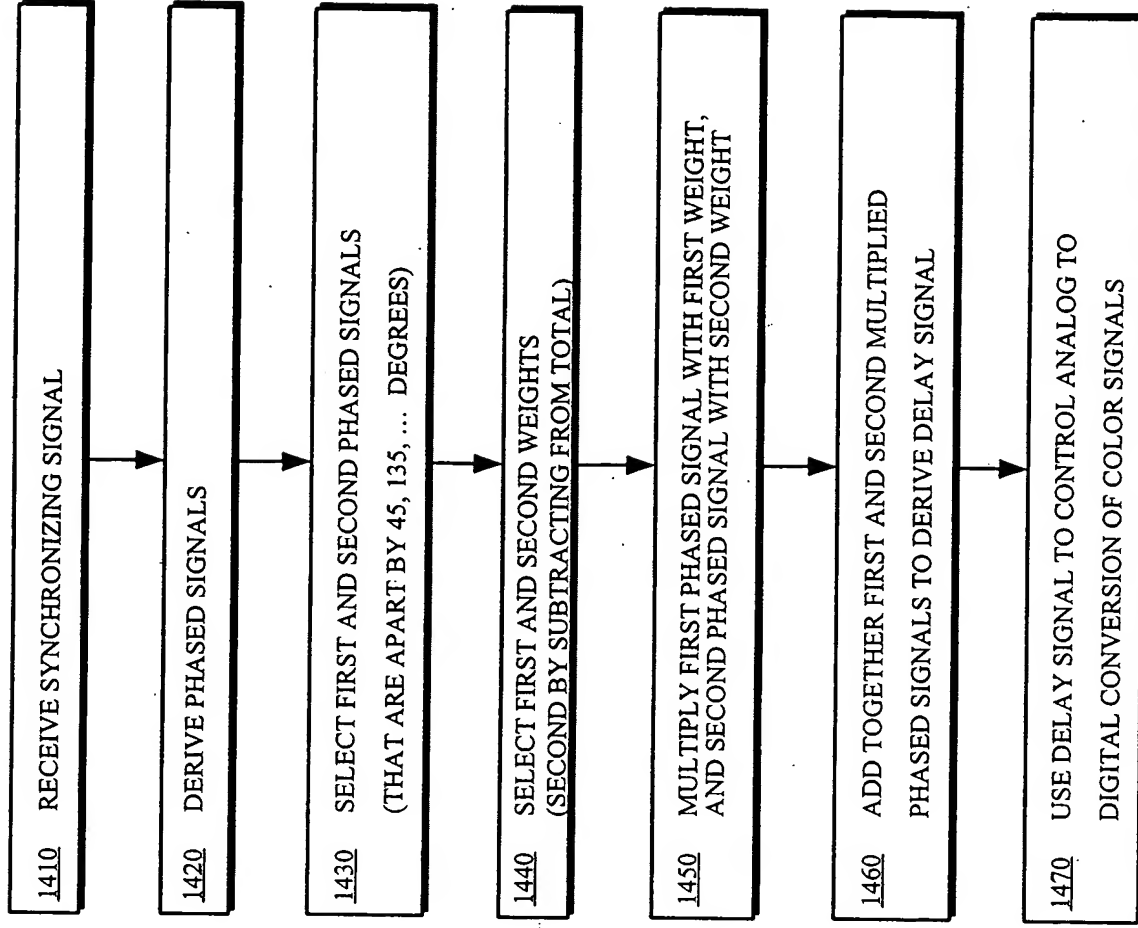 1410 RECEIVE SYNCHRONIZING SIGNAL
1420 DERIVE PHASED SIGNALS
1430 SELECT FIRST AND SECOND PHASED SIGNALS
(THAT ARE APART BY 45, 135, ... DEGREES)
1440 SELECT FIRST AND SECOND WEIGHTS
(SECOND BY SUBTRACTING FROM TOTAL)
1450 MULTIPLY FIRST PHASED SIGNAL WITH FIRST WEIGHT,
AND SECOND PHASED SIGNAL WITH SECOND WEIGHT
1460 ADD TOGETHER FIRST AND SECOND MULTIPLIED
PHASED SIGNALS TO DERIVE DELAY SIGNAL
1470 USE DELAY SIGNAL TO CONTROL ANALOG TO
DIGITAL CONVERSION OF COLOR SIGNALS